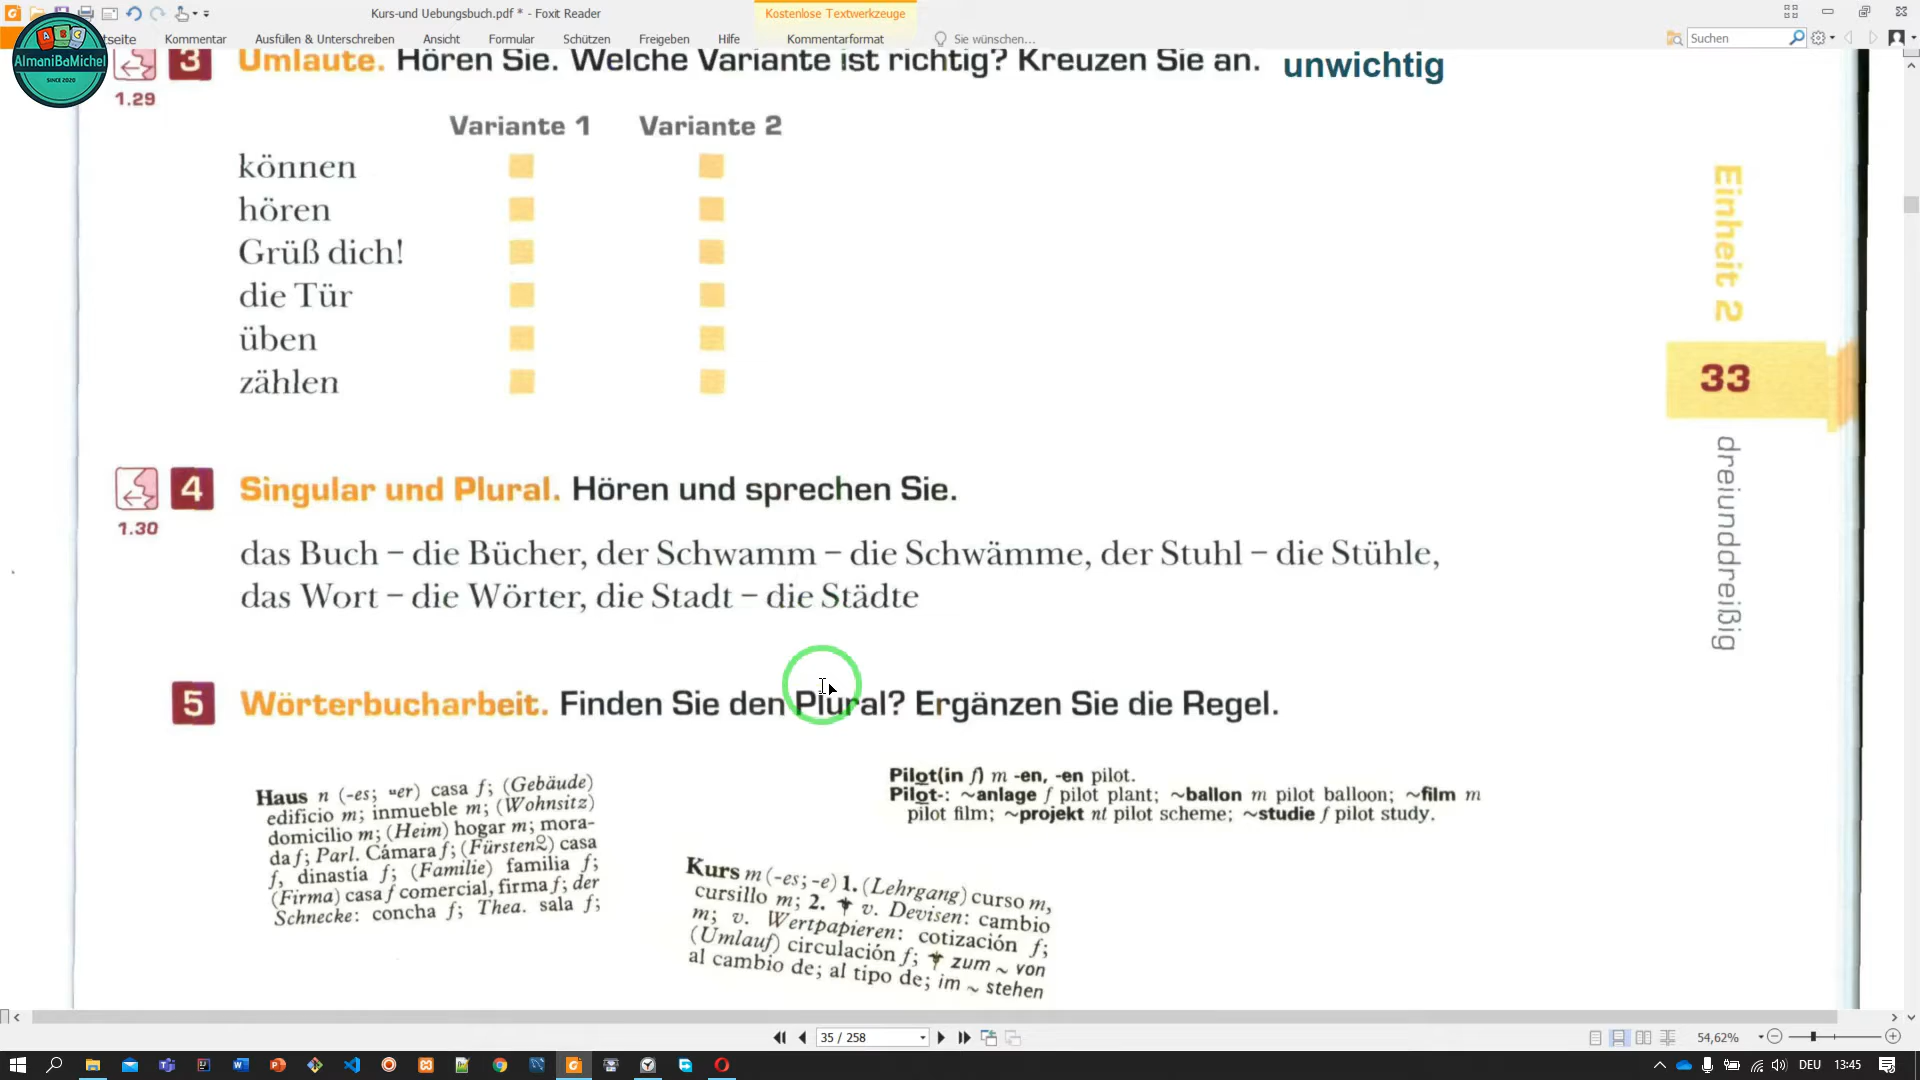 Kurs-und Uebungsbuch.pdf * - Foxit Reader
Kostenlose Textwerkzeuge
Kommentar Ausfüllen & Unterschreiben Ansicht Formular Schützen Freigeben Hilfe Kommentarformat Sie wünschen... Suchen
ABC
AlmaniBaMichel
SINCE 2020
3 Umlaute. Hören Sie. Welche Variante ist richtig? Kreuzen Sie an. unwichtig
1.29
Variante 1 Variante 2
können
hören
Grüß dich!
die Tür
üben
zählen
Einheit 2
33
dreiunddreißig
4 Singular und Plural. Hören und sprechen Sie.
1.30
das Buch – die Bücher, der Schwamm – die Schwämme, der Stuhl – die Stühle,
das Wort – die Wörter, die Stadt – die Städte
5 Wörterbucharbeit. Finden Sie den Plural? Ergänzen Sie die Regel.
Haus n (-es; ⸚er) casa f; (Gebäude)
edificio m; inmueble m; (Wohnsitz)
domicilio m; (Heim) hogar m; mora-
da f; Parl. Cámara f; (Fürsten2) casa
f, dinastía f; (Familie) familia f;
(Firma) casa f comercial, firma f; der
Schnecke: concha f; Thea. sala f;
Pilot(in f) m -en, -en pilot.
Pilot-: ~anlage f pilot plant; ~ballon m pilot balloon; ~film m
pilot film; ~projekt nt pilot scheme; ~studie f pilot study.
Kurs m (-es; -e) 1. (Lehrgang) curso m,
cursillo m; 2. v. Devisen: cambio
m; v. Wertpapieren: cotización f;
(Umlauf) circulación f; zum ~ von
al cambio de; al tipo de; im ~ stehen
35 / 258
54,62%
DEU 13:45